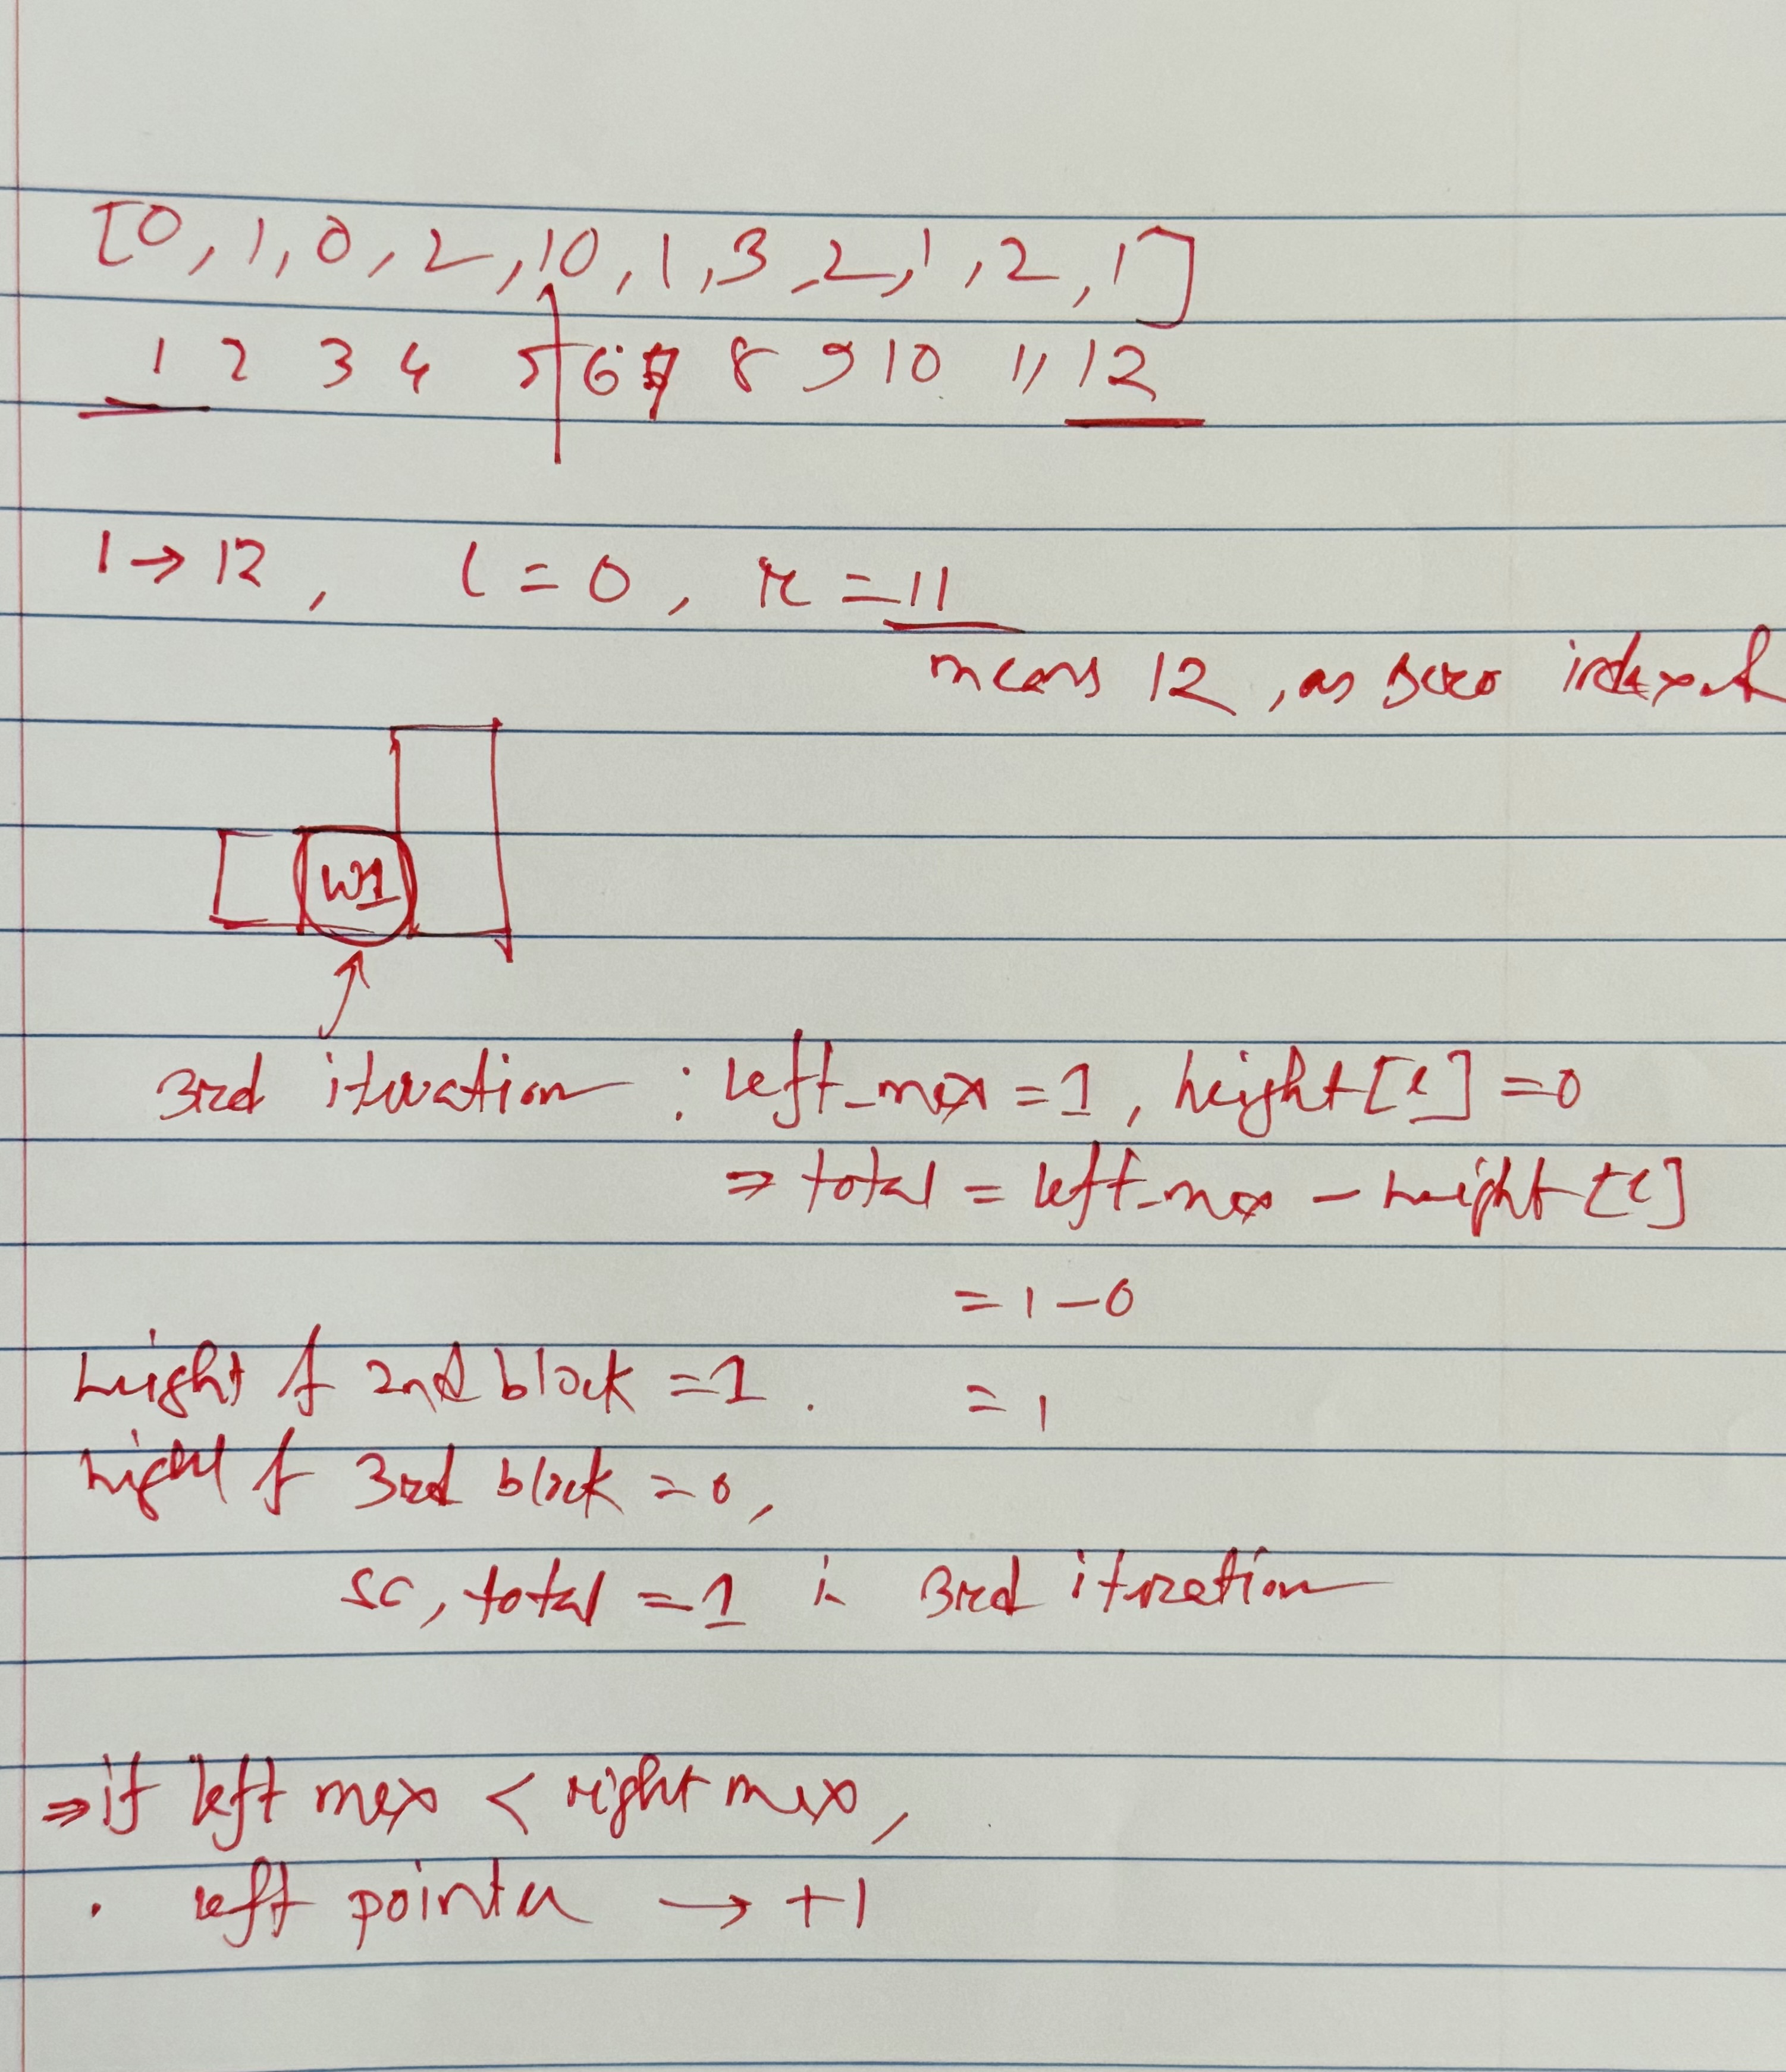 [0, 1, 0, 2, 10, 1, 3, 2, 1, 2, 1]
1 2 3 4 5 6 7 8 9 10 11 12
1 → 12, l = 0, r = 11
means 12, as zero indexed
W1
3rd iteration : left_max = 1, height[l] = 0
⇒ total = left_max - height[l]
= 1 - 0
height of 2nd block = 1.
= 1
height of 3rd block = 0,
so, total = 1 in 3rd iteration
⇒ if left max < right max,
left pointer → +1